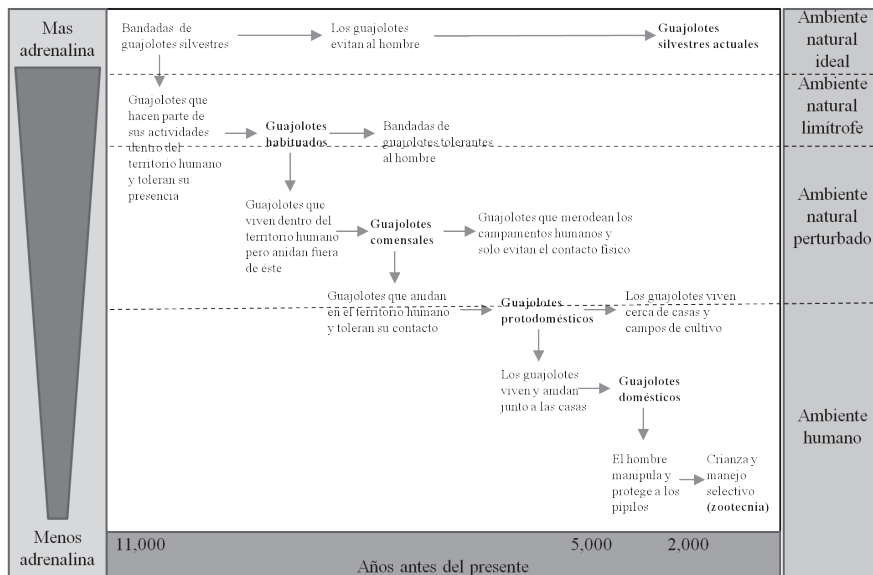 Mas
adrenalina
Bandadas de
guajolotes silvestres
Los guajolotes
evitan al hombre
Guajolotes
silvestres actuales
Ambiente
natural
ideal
Guajolotes que
hacen parte de
sus actividades
dentro del
territorio humano
y toleran su
presencia
Guajolotes
habituados
Bandadas de
guajolotes tolerantes
al hombre
Ambiente
natural
limítrofe
Guajolotes que
viven dentro del
territorio humano
pero anidan fuera
de éste
Guajolotes
comensales
Guajolotes que merodean los
campamentos humanos y
solo evitan el contacto físico
Ambiente
natural
perturbado
Guajolotes que anidan
en el territorio humano
y toleran su contacto
Guajolotes
protodomésticos
Los guajolotes viven
cerca de casas y
campos de cultivo
Los guajolotes
viven y anidan
junto a las casas
Guajolotes
domésticos
Ambiente
humano
El hombre
manipula y
protege a los
pipilos
Crianza y
manejo
selectivo
(zootecnia)
Menos
adrenalina
11,000
5,000
2,000
Años antes del presente